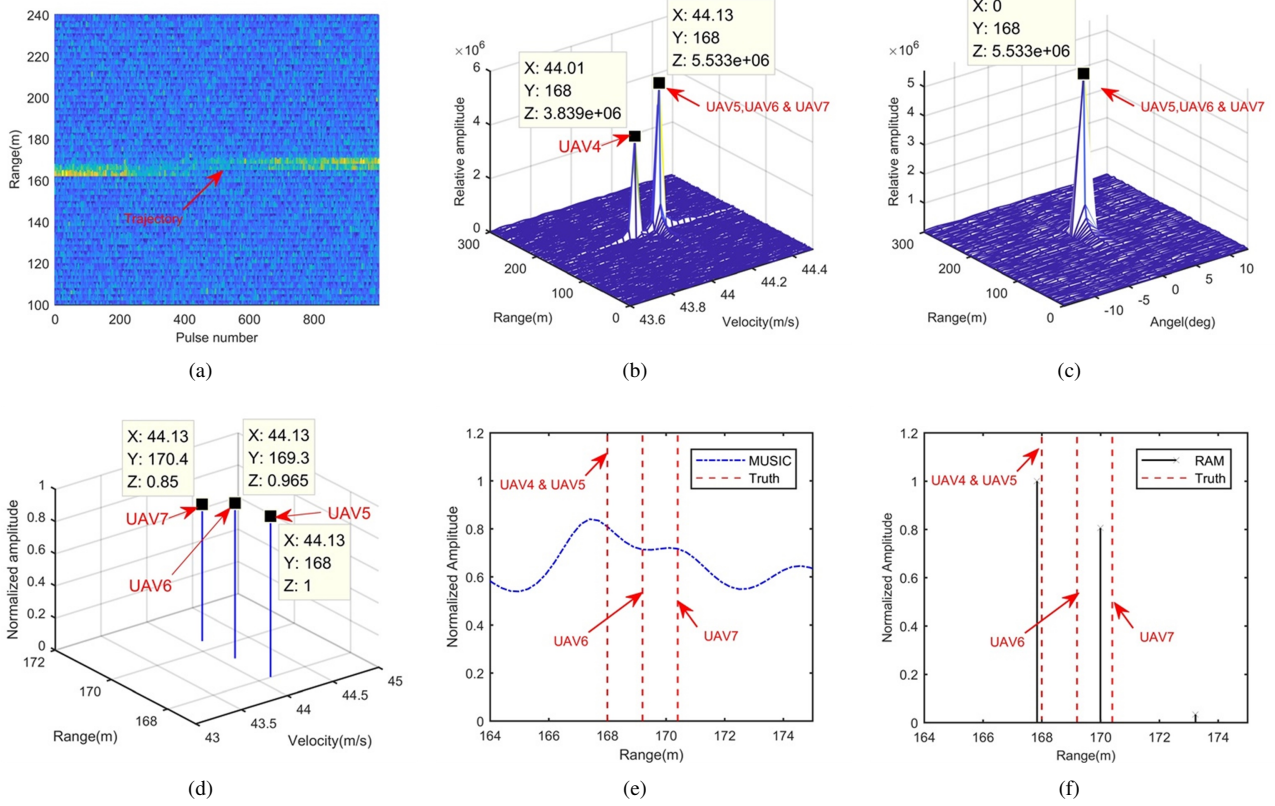 240
220
200
180
160
140
120
100
Range(m)
Trajectory
0 200 400 600 800
Pulse number
(a)
×10⁶
X: 44.01
Y: 168
Z: 3.839e+06
X: 44.13
Y: 168
Z: 5.533e+06
UAV5,UAV6 & UAV7
UAV4
6
4
2
0
Relative amplitude
300
200
100
0
Range(m)
43.6 43.8 44 44.2 44.4
Velocity(m/s)
(b)
×10⁶
X: 0
Y: 168
Z: 5.533e+06
UAV5,UAV6 & UAV7
5
4
3
2
1
Relative amplitude
300
200
100
0
Range(m)
-10 -5 0 5 10
Angel(deg)
(c)
X: 44.13
Y: 170.4
Z: 0.85
X: 44.13
Y: 169.3
Z: 0.965
UAV7
UAV5
X: 44.13
Y: 168
Z: 1
UAV6
1
0.8
0.6
0.4
0.2
0
Normalized amplitude
172
170
168
Range(m)
43 43.5 44 44.5 45
Velocity(m/s)
(d)
1.2
1
0.8
0.6
0.4
0.2
0
Normalized Amplitude
MUSIC
Truth
UAV4 & UAV5
UAV6
UAV7
164 166 168 170 172 174
Range(m)
(e)
1.2
1
0.8
0.6
0.4
0.2
0
Normalized Amplitude
RAM
Truth
UAV4 & UAV5
UAV6
UAV7
164 166 168 170 172 174
Range(m)
(f)